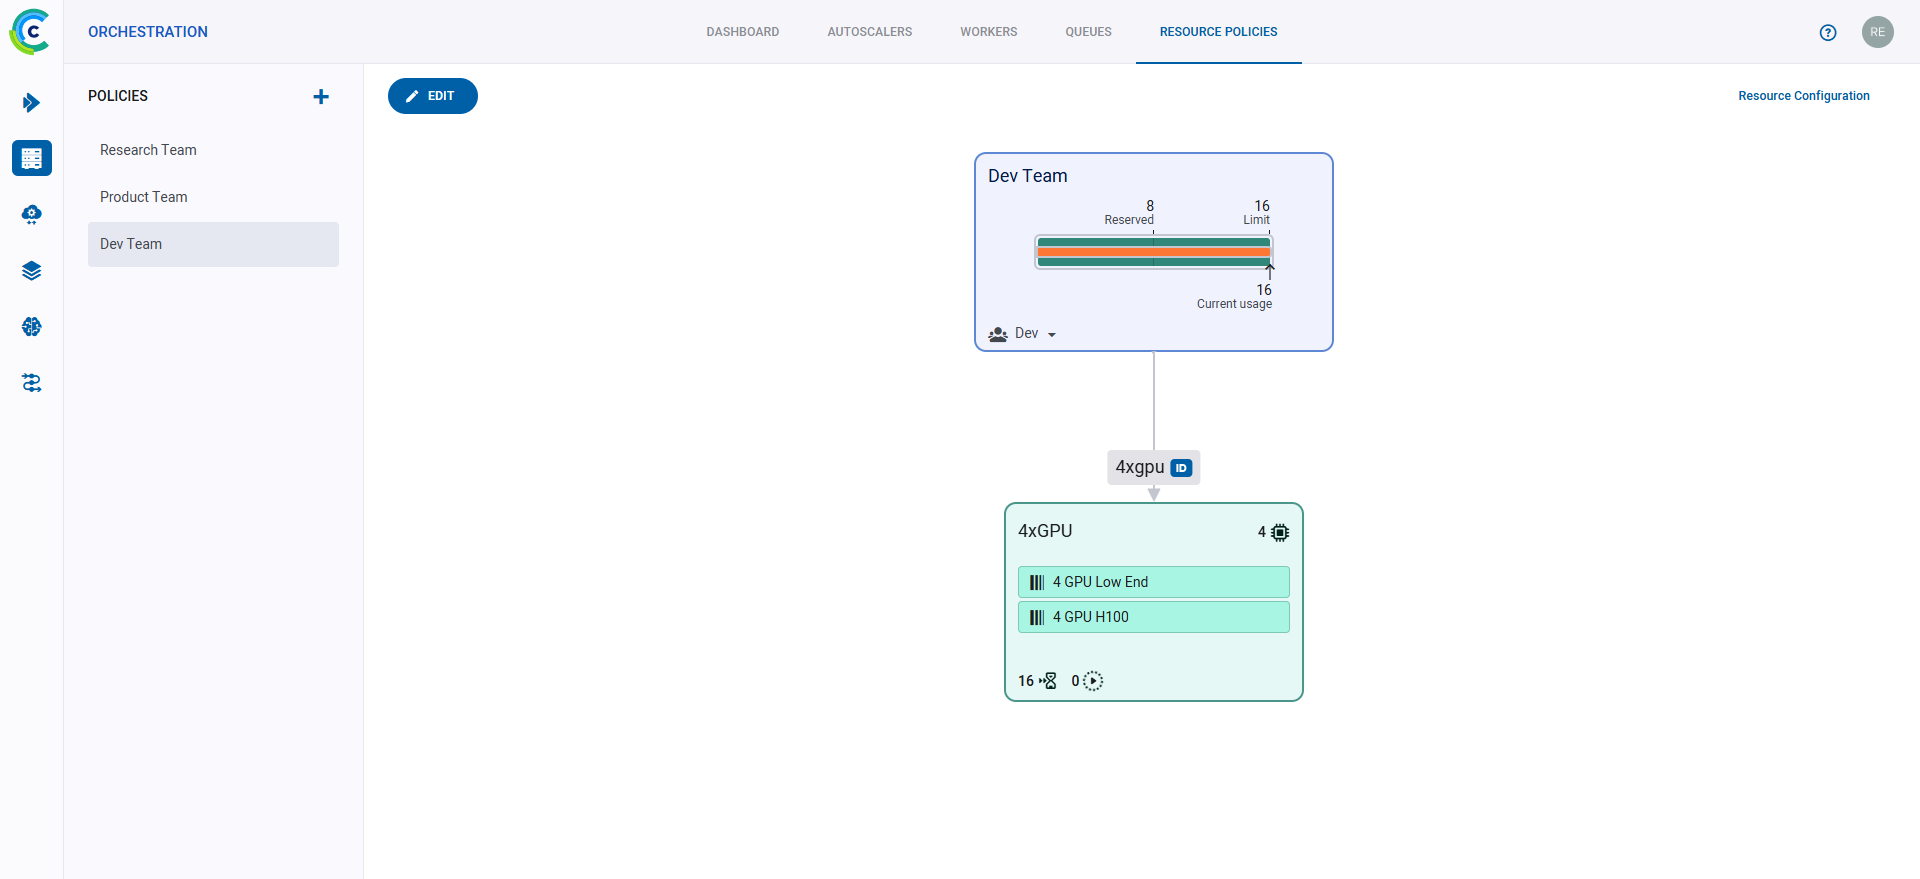 ORCHESTRATION
DASHBOARD AUTOSCALERS WORKERS QUEUES RESOURCE POLICIES
RE
POLICIES
Research Team
Product Team
Dev Team
EDIT
Resource Configuration
Dev Team
8 16
Reserved Limit
16
Current usage
Dev
4xgpu ID
4xGPU 4
4 GPU Low End
4 GPU H100
16 0